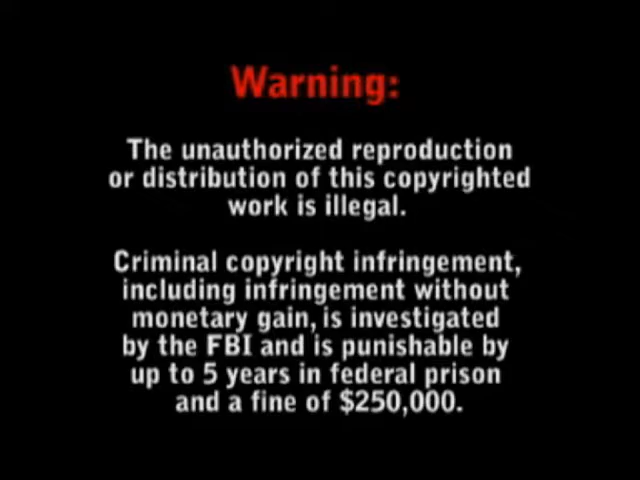 Warning:
The unauthorized reproduction
or distribution of this copyrighted
work is illegal.
Criminal copyright infringement,
including infringement without
monetary gain, is investigated
by the FBI and is punishable by
up to 5 years in federal prison
and a fine of $250,000.